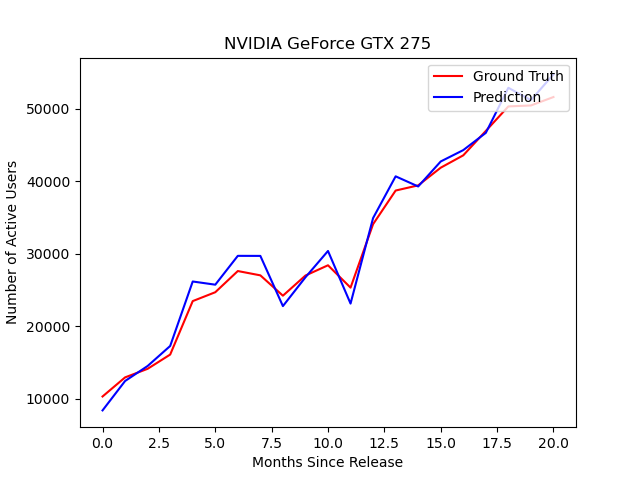 NVIDIA GeForce GTX 275
Ground Truth
Prediction
50000
40000
30000
20000
10000
Number of Active Users
0.0 2.5 5.0 7.5 10.0 12.5 15.0 17.5 20.0
Months Since Release